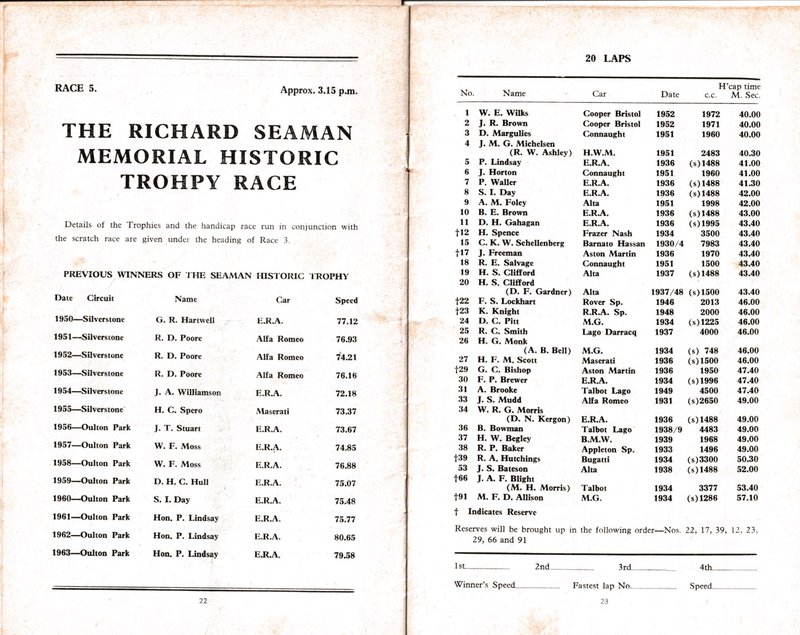 RACE 5. Approx. 3.15 p.m.
THE RICHARD SEAMAN
MEMORIAL HISTORIC
TROHPY RACE
Details of the Trophies and the handicap race run in conjunction with
the scratch race are given under the heading of Race 3.
PREVIOUS WINNERS OF THE SEAMAN HISTORIC TROPHY
Date Circuit Name Car Speed
1950—Silverstone G. R. Hartwell E.R.A. 77.12
1951—Silverstone R. D. Poore Alfa Romeo 76.93
1952—Silverstone R. D. Poore Alfa Romeo 74.21
1953—Silverstone R. D. Poore Alfa Romeo 76.16
1954—Silverstone J. A. Williamson E.R.A. 72.18
1955—Silverstone H. C. Spero Maserati 73.37
1956—Oulton Park J. T. Stuart E.R.A. 73.67
1957—Oulton Park W. F. Moss E.R.A. 74.85
1958—Oulton Park W. F. Moss E.R.A. 76.88
1959—Oulton Park D. H. C. Hull E.R.A. 75.07
1960—Oulton Park S. I. Day E.R.A. 75.48
1961—Oulton Park Hon. P. Lindsay E.R.A. 75.77
1962—Oulton Park Hon. P. Lindsay E.R.A. 80.65
1963—Oulton Park Hon. P. Lindsay E.R.A. 79.58
22
20 LAPS
H'cap time
No. Name Car Date c.c. M. Sec.
1 W. E. Wilks Cooper Bristol 1952 1972 40.00
2 J. R. Brown Cooper Bristol 1952 1971 40.00
3 D. Margulies Connaught 1951 1960 40.00
4 J. M. G. Michelsen
(R. W. Ashley) H.W.M. 1951 2483 40.30
5 P. Lindsay E.R.A. 1936 (s)1488 41.00
6 J. Horton Connaught 1951 1960 41.00
7 P. Waller E.R.A. 1936 (s)1488 41.30
8 S. I. Day E.R.A. 1936 (s)1488 42.00
9 A. M. Foley Alta 1951 1998 42.00
10 B. E. Brown E.R.A. 1936 (s)1488 43.00
11 D. H. Gahagan E.R.A. 1936 (s)1995 43.40
†12 H. Spence Frazer Nash 1934 3500 43.40
15 C. K. W. Schellenberg Barnato Hassan 1930/4 7983 43.40
†17 J. Freeman Aston Martin 1936 1970 43.40
18 R. E. Salvage Connaught 1951 1500 43.40
19 H. S. Clifford Alta 1937 (s)1488 43.40
20 H. S. Clifford
(D. F. Gardner) Alta 1937/48 (s)1500 43.40
†22 F. S. Lockhart Rover Sp. 1946 2013 46.00
†23 K. Knight R.R.A. Sp. 1948 2000 46.00
24 D. C. Pitt M.G. 1934 (s)1225 46.00
25 R. C. Smith Lago Darracq 1937 4000 46.00
26 H. G. Monk
(A. B. Bell) M.G. 1934 (s) 748 46.00
27 H. F. M. Scott Maserati 1936 (s)1500 46.00
†29 G. C. Bishop Aston Martin 1936 1950 47.40
30 F. P. Brewer E.R.A. 1934 (s)1996 47.40
31 A. Brooke Talbot Lago 1949 4500 47.40
33 J. S. Mudd Alfa Romeo 1931 (s)2650 49.00
34 W. R. G. Morris
(D. N. Kergon) E.R.A. 1936 (s)1488 49.00
36 B. Bowman Talbot Lago 1938/9 4483 49.00
37 H. W. Begley B.M.W. 1939 1968 49.00
38 R. P. Baker Appleton Sp. 1933 1496 49.00
†39 R. A. Hutchings Bugatti 1934 (s)3300 50.30
53 J. S. Bateson Alta 1938 (s)1488 52.00
†66 J. A. F. Blight
(M. H. Morris) Talbot 1934 3377 53.40
†91 M. F. D. Allison M.G. 1934 (s)1286 57.10
† Indicates Reserve
Reserves will be brought up in the following order—Nos. 22, 17, 39, 12, 23,
29, 66 and 91
1st 2nd 3rd 4th
Winner's Speed Fastest lap No. Speed
23